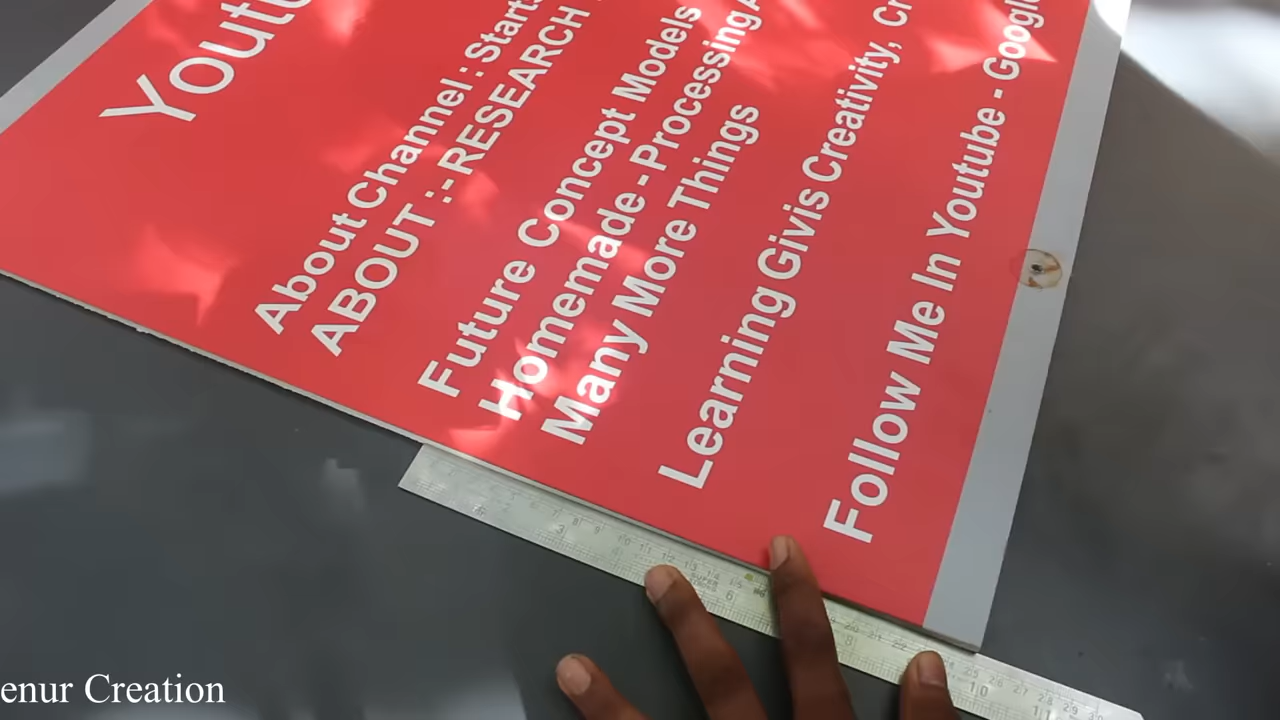 Youtu
About Channel : Starts
ABOUT :- RESEARCH
Future Concept Models
Homemade - Processing A
Many More Things
Learning Givis Creativity, Cr
Follow Me In Youtube - Google
enur Creation